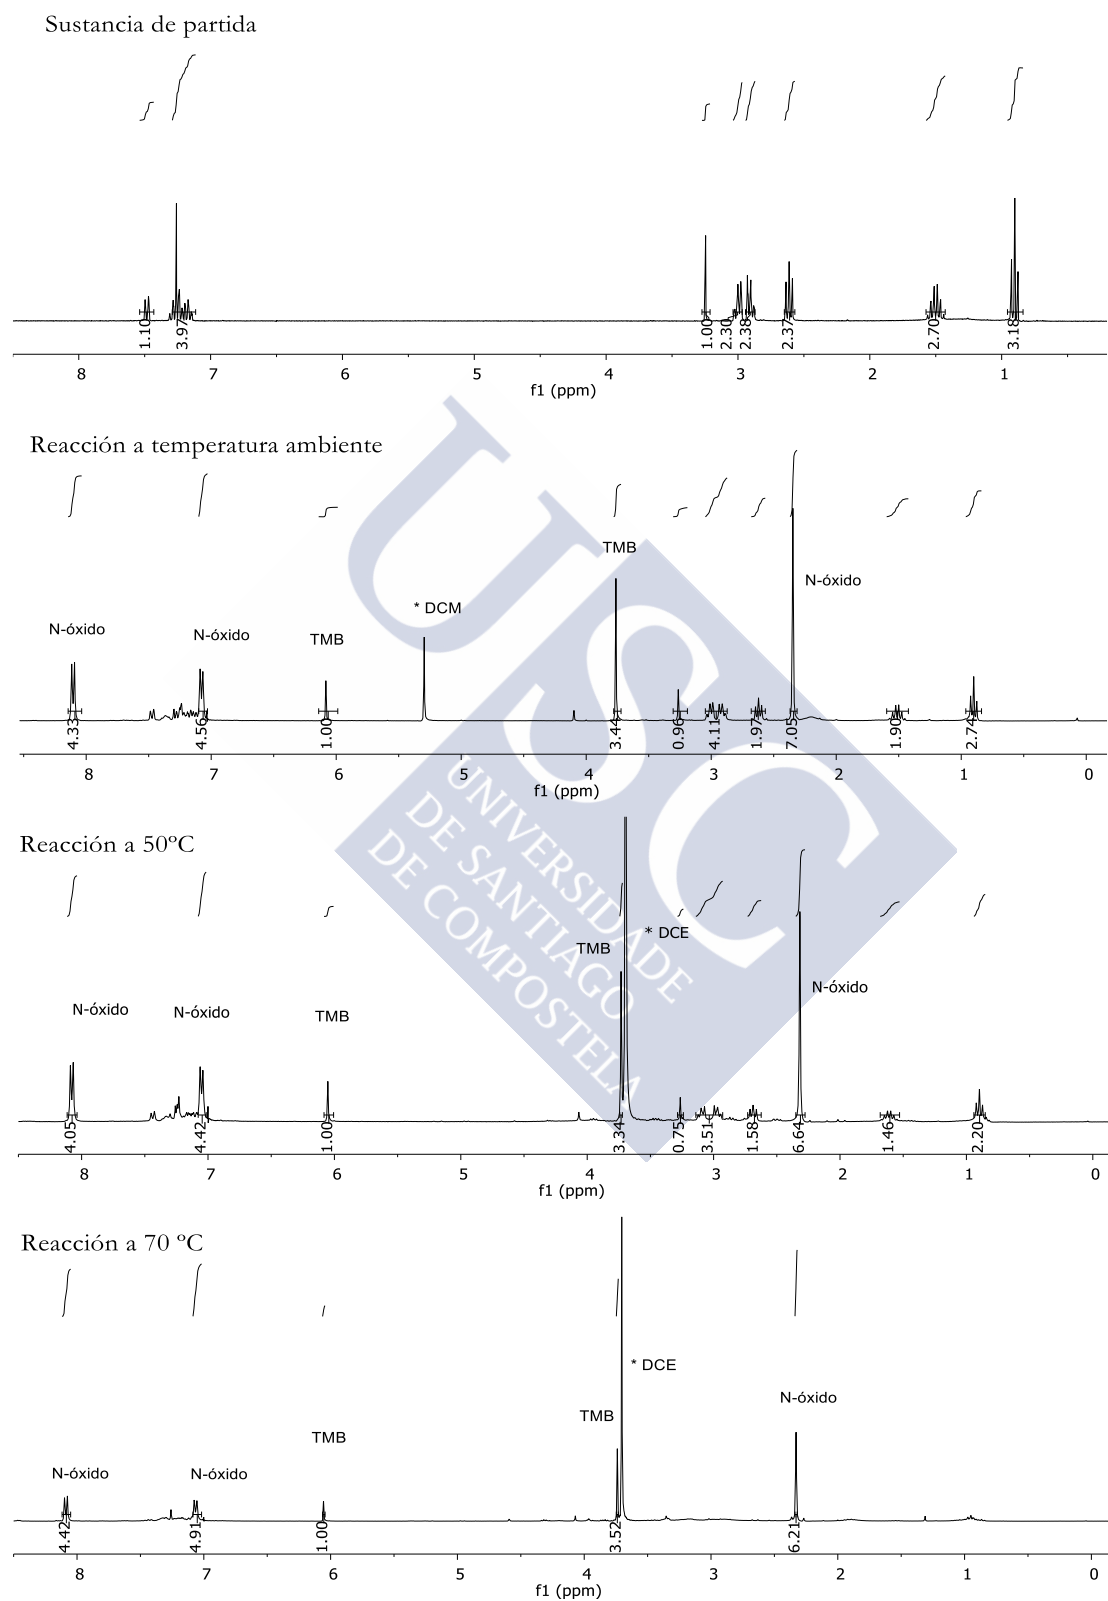 Sustancia de partida
1.10
3.97
1.00
2.30
2.38
2.37
2.70
3.18
8 7 6 5 4 3 2 1
f1 (ppm)
Reacción a temperatura ambiente
TMB
N-óxido
* DCM
N-óxido
N-óxido
TMB
4.33
4.56
1.00
3.44
0.96
4.11
1.97
7.05
1.90
2.74
8 7 6 5 4 3 2 1 0
f1 (ppm)
USC
UNIVERSIDADE
DE SANTIAGO
DE COMPOSTELA
Reacción a 50ºC
* DCE
TMB
N-óxido
N-óxido
N-óxido
TMB
4.05
4.42
1.00
3.34
0.75
3.51
1.58
6.64
1.46
2.20
8 7 6 5 4 3 2 1 0
f1 (ppm)
Reacción a 70 ºC
* DCE
N-óxido
TMB
TMB
N-óxido
N-óxido
4.42
4.91
1.00
3.52
6.21
8 7 6 5 4 3 2 1 0
f1 (ppm)